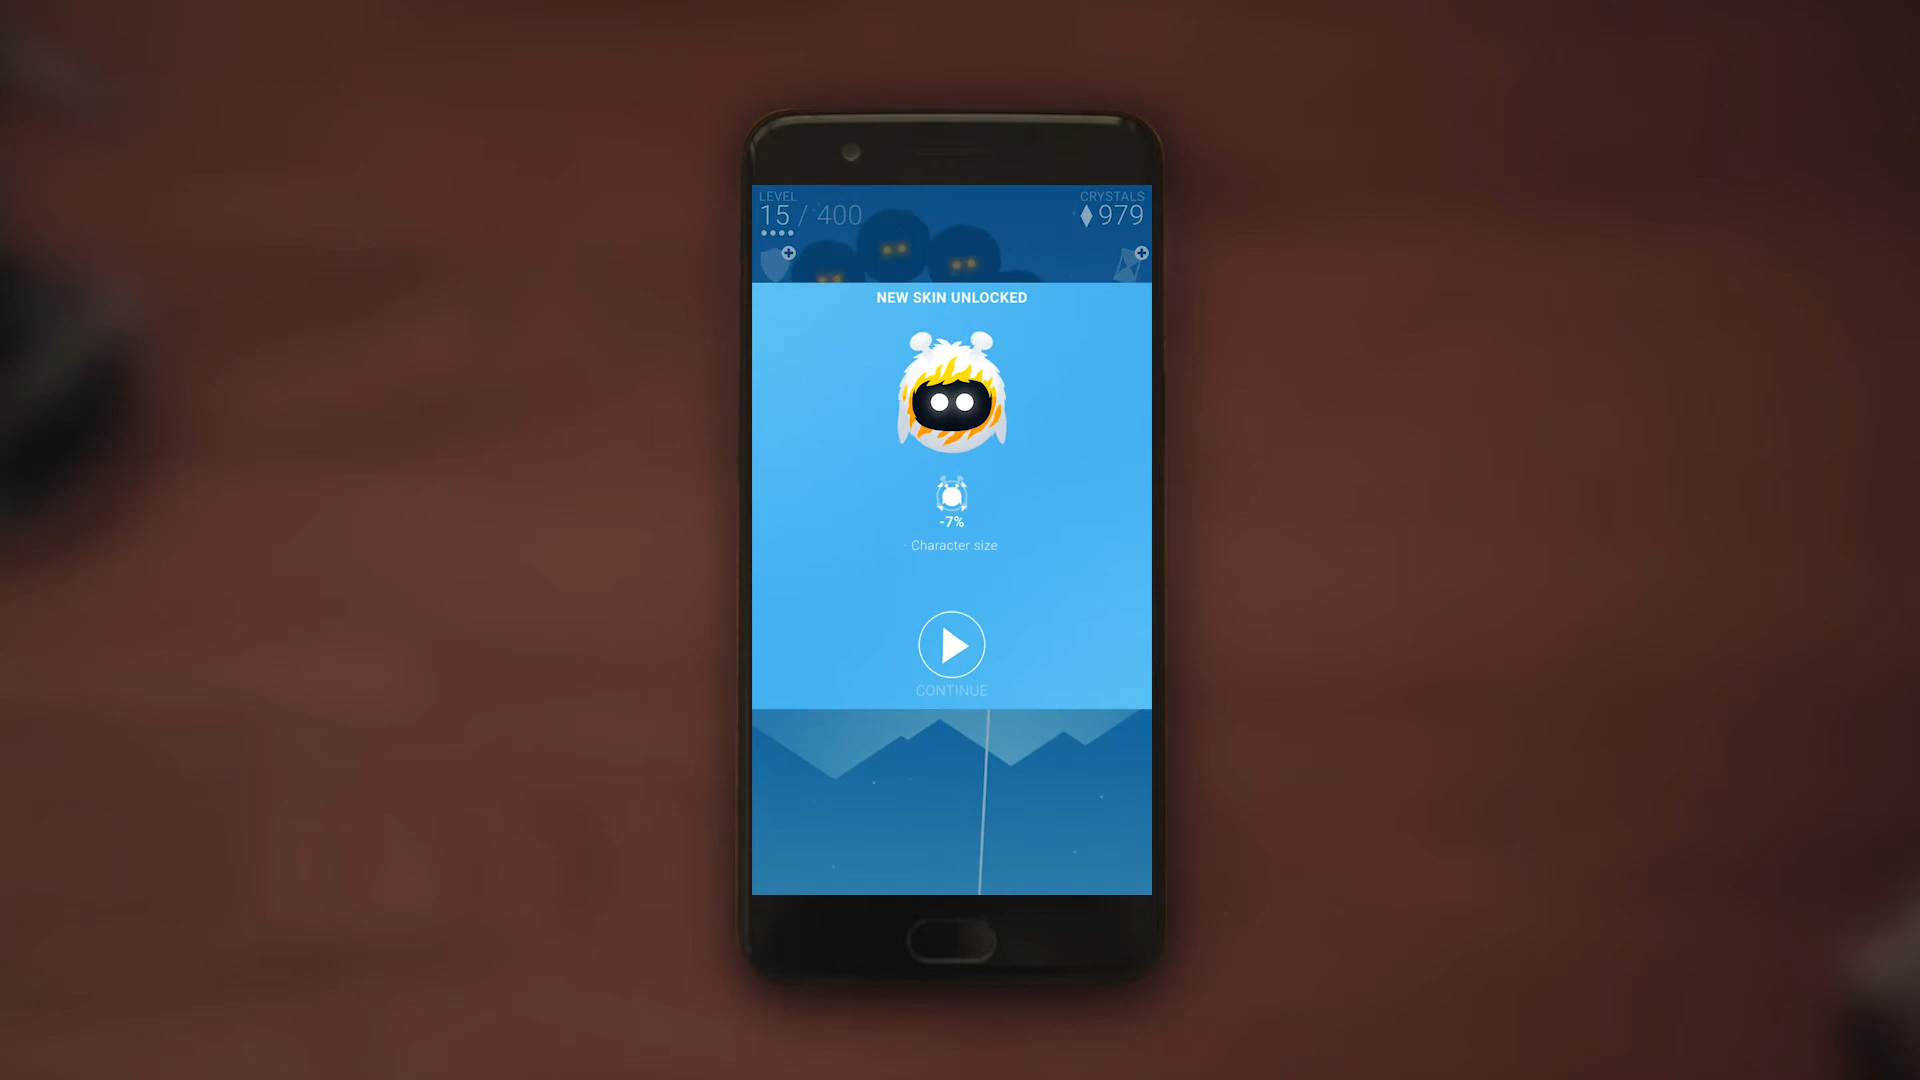 LEVEL
15 / 400
CRYSTALS
979
NEW SKIN UNLOCKED
-7%
· Character size
CONTINUE